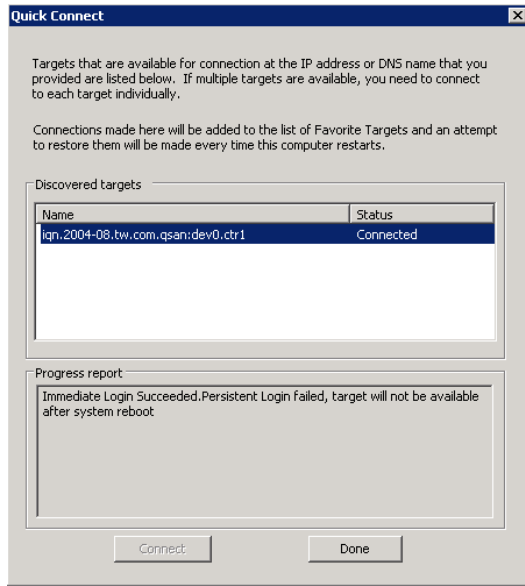 Quick Connect
Targets that are available for connection at the IP address or DNS name that you
provided are listed below.  If multiple targets are available, you need to connect
to each target individually.
Connections made here will be added to the list of Favorite Targets and an attempt
to restore them will be made every time this computer restarts.
Discovered targets
Name Status
iqn.2004-08.tw.com.qsan:dev0.ctr1 Connected
Progress report
Immediate Login Succeeded.Persistent Login failed, target will not be available
after system reboot
Connect Done